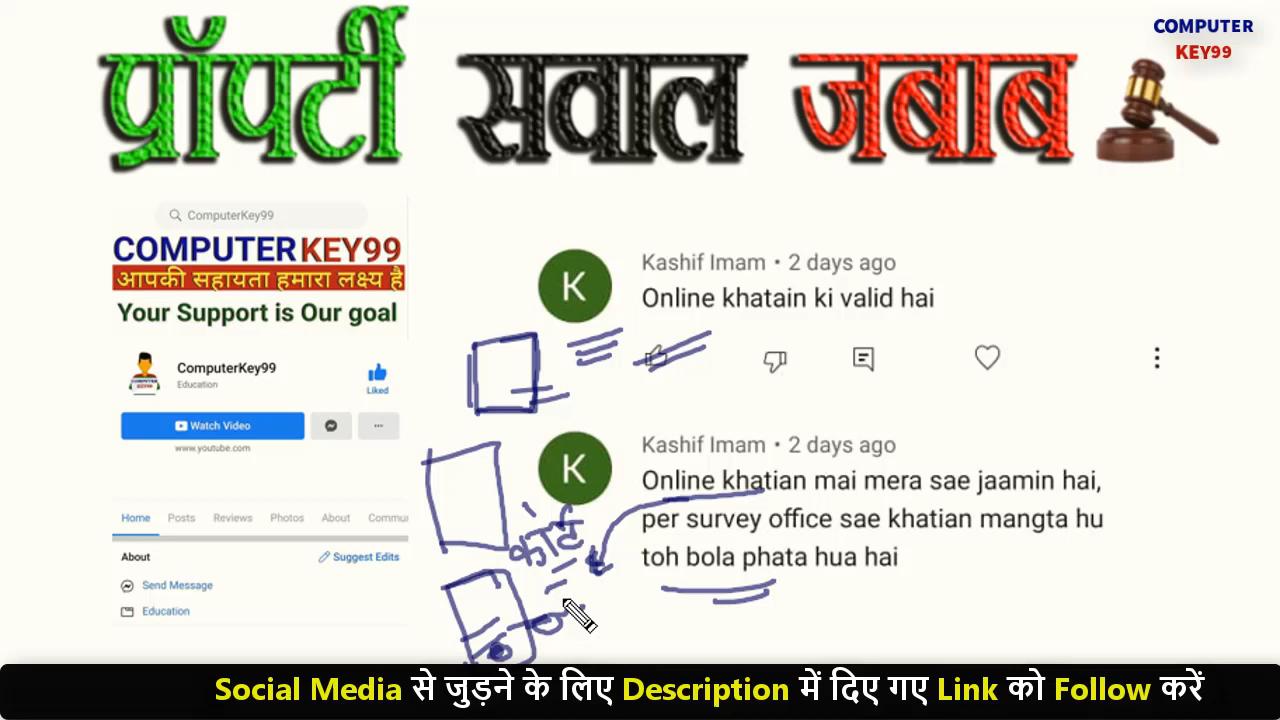 प्रॉपर्टी सवाल जबाब
COMPUTER
KEY99
ComputerKey99
COMPUTER KEY99
आपकी सहायता हमारा लक्ष्य है
Your Support is Our goal
ComputerKey99
Education
Liked
Watch Video
www.youtube.com
Home Posts Reviews Photos About Commu
About Suggest Edits
Send Message
Education
K
Kashif Imam • 2 days ago
Online khatain ki valid hai
K
Kashif Imam • 2 days ago
Online khatian mai mera sae jaamin hai,
per survey office sae khatian mangta hu
toh bola phata hua hai
कोर्ट
Social Media से जुड़ने के लिए Description में दिए गए Link को Follow करें